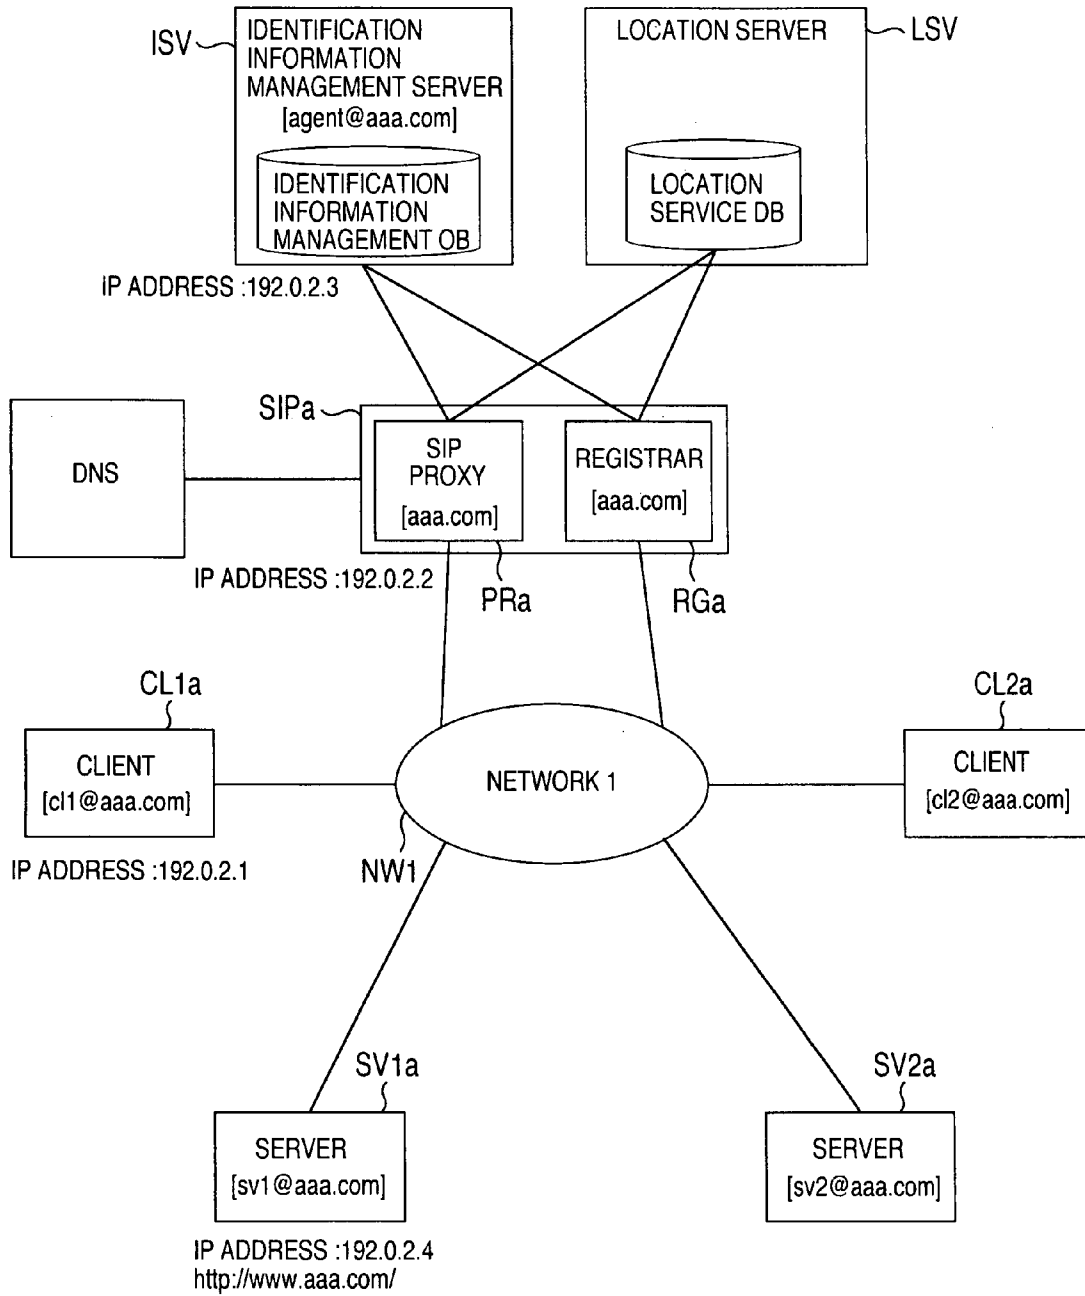 ISV
IDENTIFICATION
INFORMATION
MANAGEMENT SERVER
[agent@aaa.com]
IDENTIFICATION
INFORMATION
MANAGEMENT OB
IP ADDRESS :192.0.2.3
LOCATION SERVER
LSV
LOCATION
SERVICE DB
DNS
SIPa
SIP
PROXY
[aaa.com]
REGISTRAR
[aaa.com]
IP ADDRESS :192.0.2.2
PRa
RGa
CL1a
CLIENT
[cl1@aaa.com]
IP ADDRESS :192.0.2.1
NETWORK 1
NW1
CL2a
CLIENT
[cl2@aaa.com]
SV1a
SERVER
[sv1@aaa.com]
IP ADDRESS :192.0.2.4
http://www.aaa.com/
SV2a
SERVER
[sv2@aaa.com]